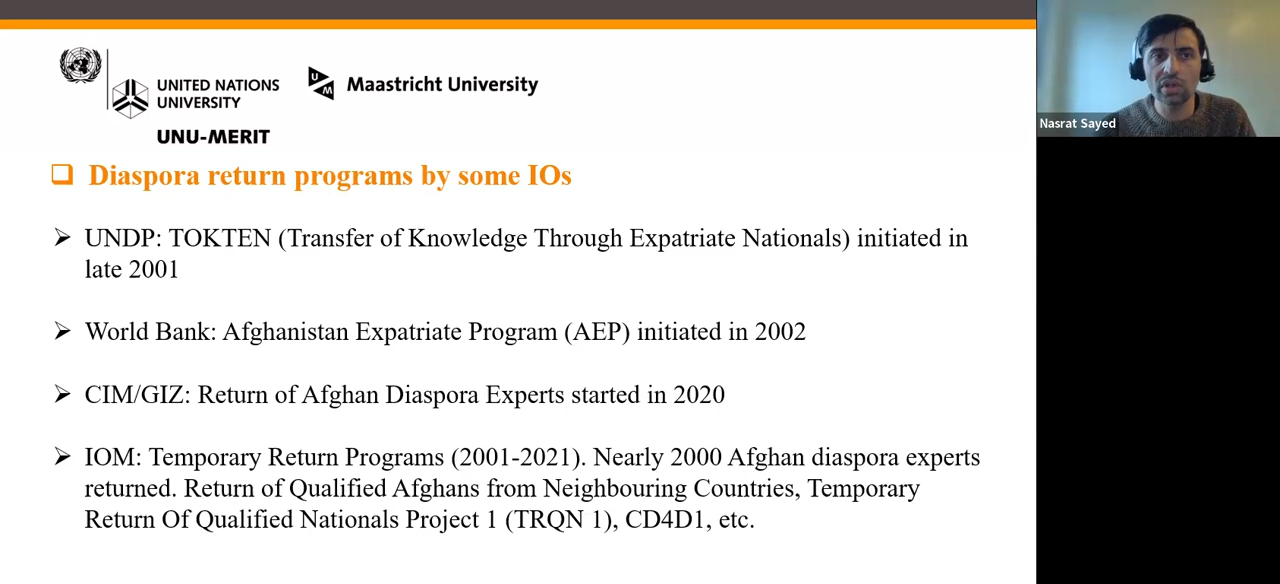 UNITED NATIONS
UNIVERSITY
UNU-MERIT
U
M
Maastricht University
Diaspora return programs by some IOs
UNDP: TOKTEN (Transfer of Knowledge Through Expatriate Nationals) initiated in
late 2001
World Bank: Afghanistan Expatriate Program (AEP) initiated in 2002
CIM/GIZ: Return of Afghan Diaspora Experts started in 2020
IOM: Temporary Return Programs (2001-2021). Nearly 2000 Afghan diaspora experts
returned. Return of Qualified Afghans from Neighbouring Countries, Temporary
Return Of Qualified Nationals Project 1 (TRQN 1), CD4D1, etc.
Nasrat Sayed